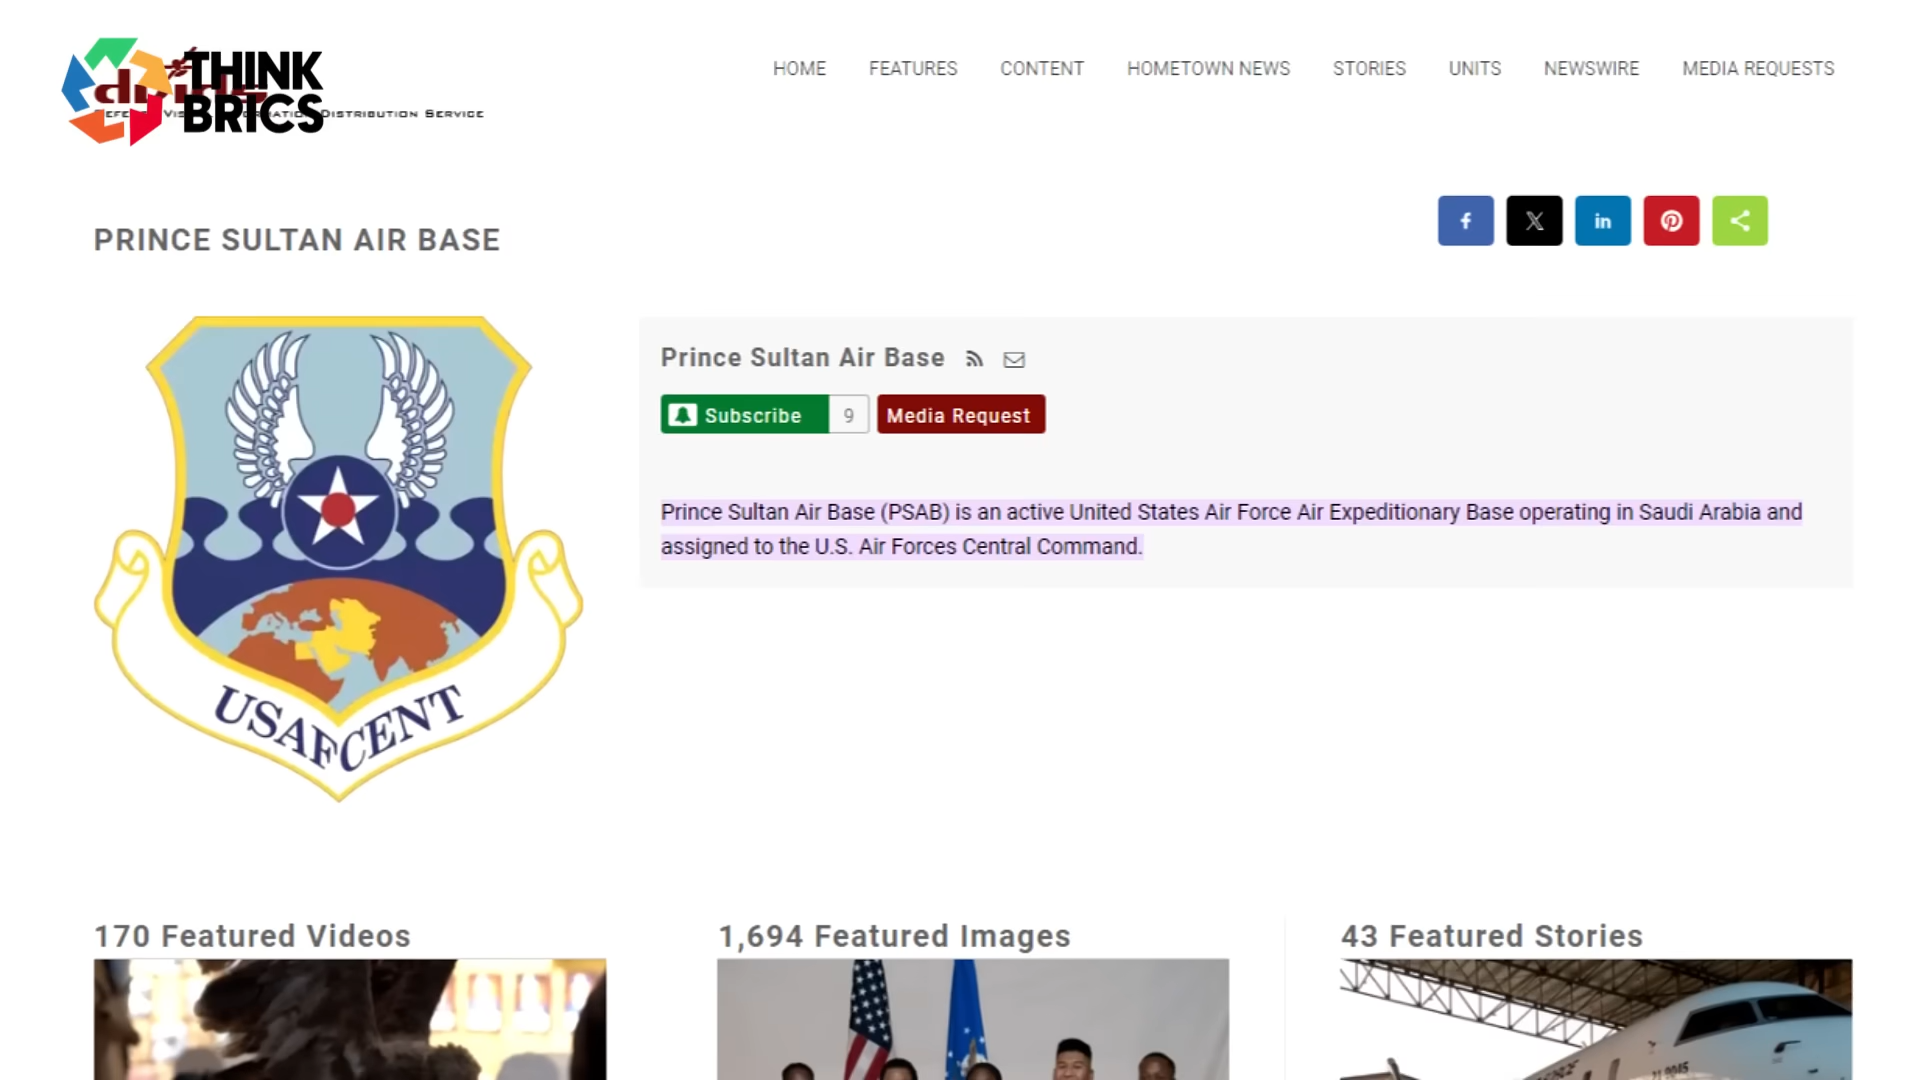 THINK
BRICS
Distribution Service
HOME FEATURES CONTENT HOMETOWN NEWS STORIES UNITS NEWSWIRE MEDIA REQUESTS
PRINCE SULTAN AIR BASE
USAFCENT
Prince Sultan Air Base
Subscribe 9 Media Request
Prince Sultan Air Base (PSAB) is an active United States Air Force Air Expeditionary Base operating in Saudi Arabia and
assigned to the U.S. Air Forces Central Command.
170 Featured Videos
1,694 Featured Images
43 Featured Stories